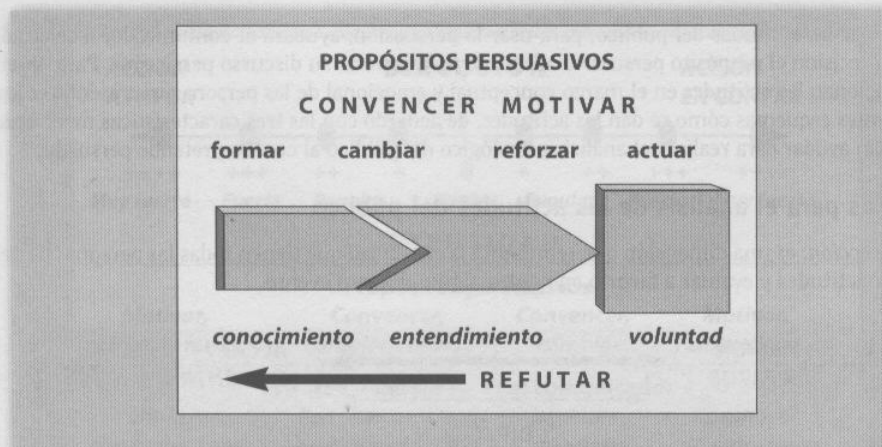 PROPÓSITOS PERSUASIVOS
CONVENCER MOTIVAR
formar cambiar reforzar actuar
conocimiento entendimiento voluntad
REFUTAR